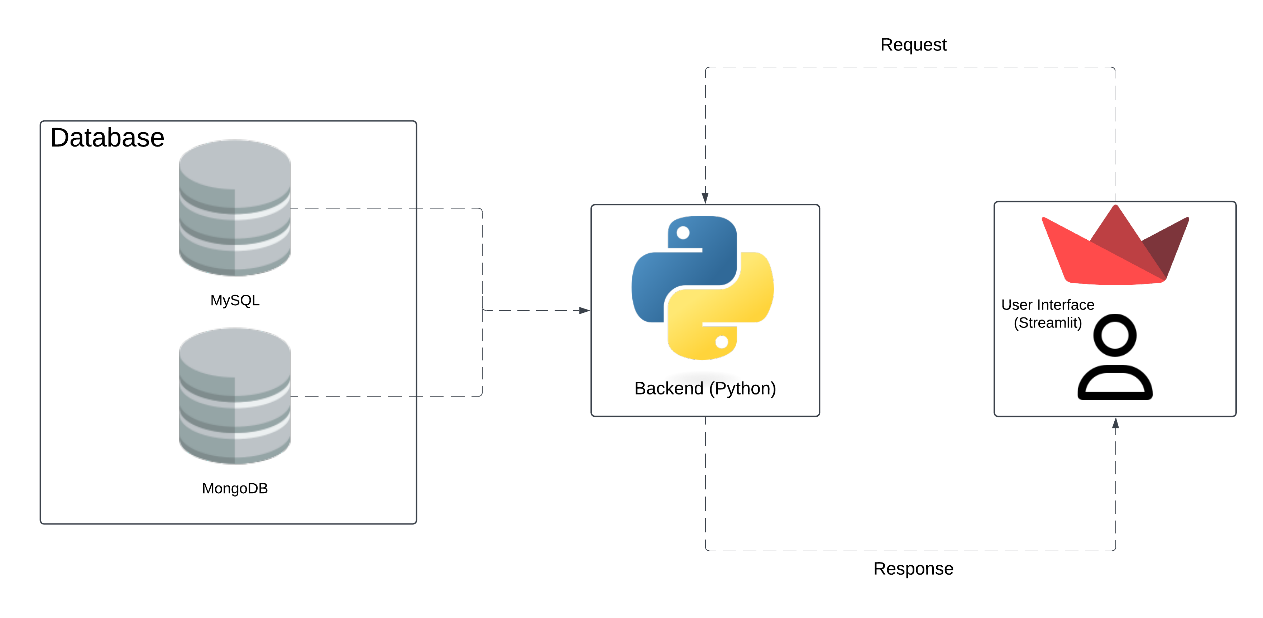 Request
Database
MySQL
MongoDB
Backend (Python)
User Interface
(Streamlit)
Response